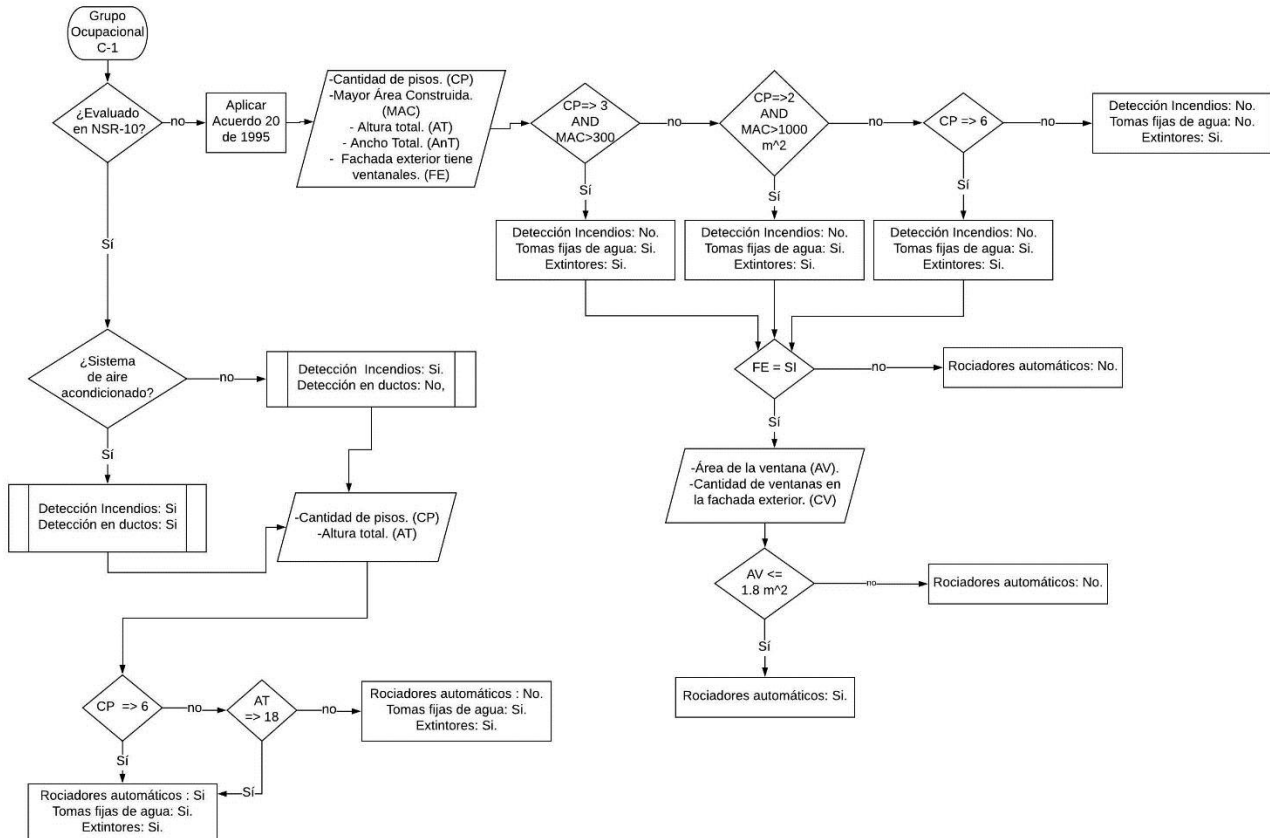 Grupo
Ocupacional
C-1
¿Evaluado
en NSR-10?
no
Aplicar
Acuerdo 20
de 1995
-Cantidad de pisos. (CP)
-Mayor Área Construida.
(MAC)
- Altura total. (AT)
- Ancho Total. (AnT)
- Fachada exterior tiene
ventanales. (FE)
CP=> 3
AND
MAC>300
no
CP=>2
AND
MAC>1000
m^2
no
CP => 6
no
Detección Incendios: No.
Tomas fijas de agua: No.
Extintores: Si.
Sí
Sí
Sí
Detección Incendios: No.
Tomas fijas de agua: Si.
Extintores: Si.
Detección Incendios: No.
Tomas fijas de agua: Si.
Extintores: Si.
Detección Incendios: No.
Tomas fijas de agua: Si.
Extintores: Si.
Sí
¿Sistema
de aire
acondicionado?
no
Detección Incendios: Si.
Detección en ductos: No,
FE = SI
no
Rociadores automáticos: No.
Sí
Sí
-Área de la ventana (AV).
-Cantidad de ventanas en
la fachada exterior. (CV)
Detección Incendios: Si
Detección en ductos: Si
-Cantidad de pisos. (CP)
-Altura total. (AT)
AV <=
1.8 m^2
no
Rociadores automáticos: No.
Sí
Rociadores automáticos: Si.
CP => 6
no
AT
=> 18
no
Rociadores automáticos : No.
Tomas fijas de agua: Si.
Extintores: Si.
Sí
Sí
Rociadores automáticos : Si
Tomas fijas de agua: Si.
Extintores: Si.